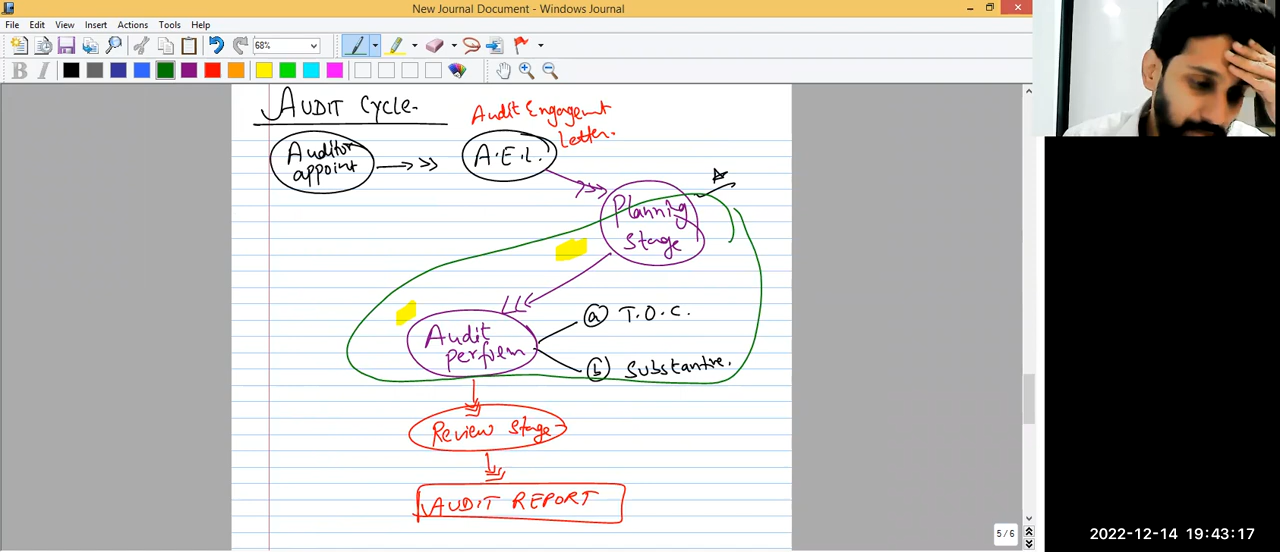 New Journal Document - Windows Journal
File Edit View Insert Actions Tools Help
68%
B I
AUDIT CYCLE
Audit Engagement
Letter.
Auditor
appoint
A.E.L.
Planning
Stage
Audit
perform
a T.O.C.
b Substantive.
Review Stage
AUDIT REPORT
5 / 6
2022-12-14 19:43:17